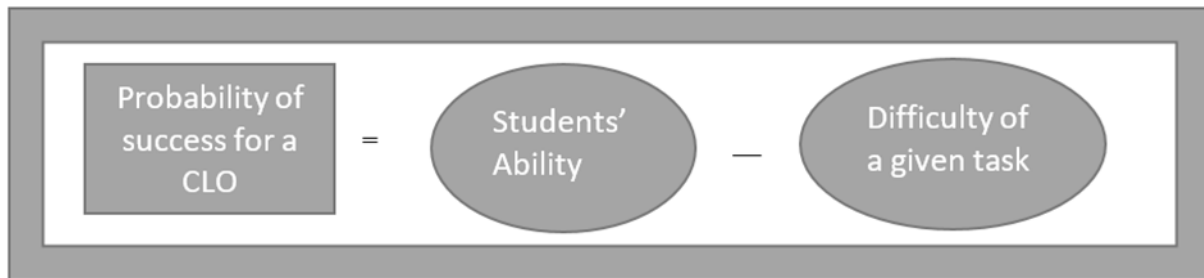 Probability of
success for a
CLO
=
Students’
Ability
—
Difficulty of
a given task